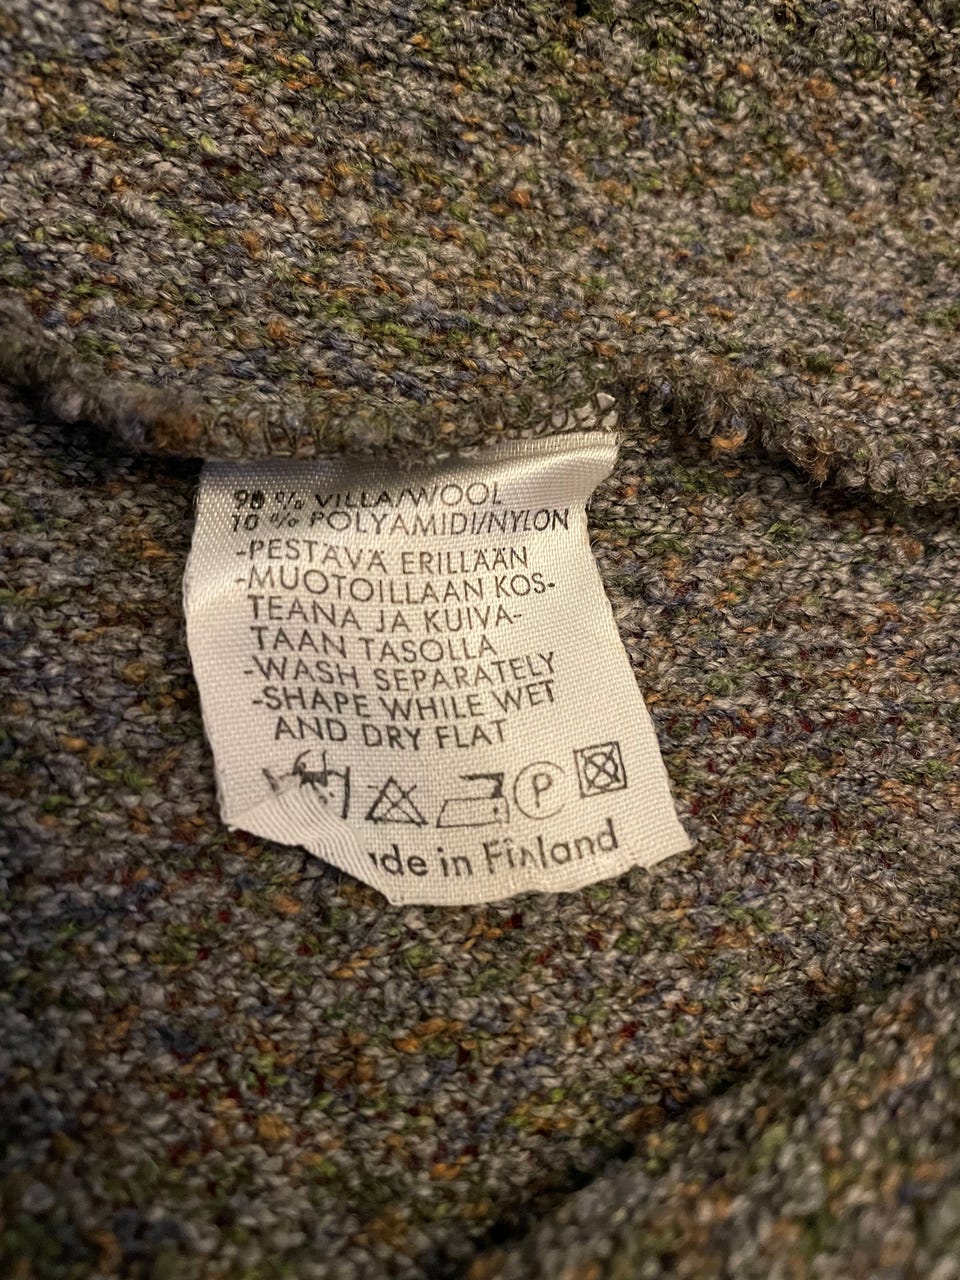 90 % VILLA/WOOL
10 % POLYAMIDI/NYLON
-PESTÄVÄ ERILLÄÄN
-MUOTOILLAAN KOS-
TEANA JA KUIVA-
TAAN TASOLLA
-WASH SEPARATELY
-SHAPE WHILE WET
AND DRY FLAT
P
de in Finland